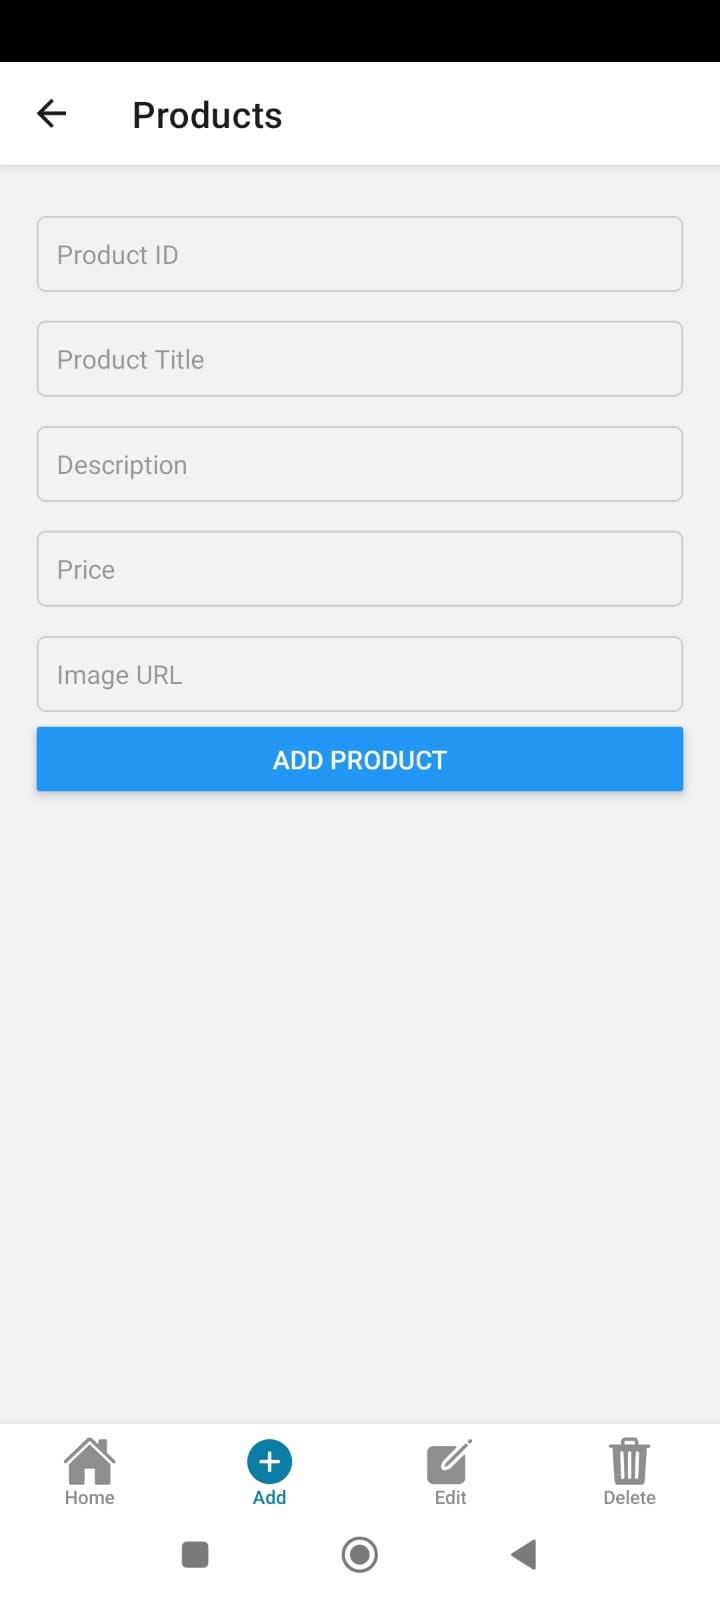 Products
Product ID
Product Title
Description
Price
Image URL
ADD PRODUCT
Home
Add
Edit
Delete